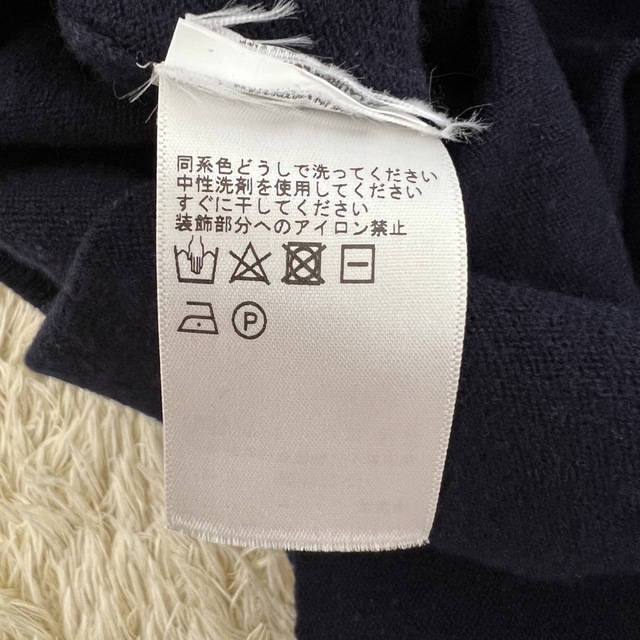 同系色どうしで洗ってください
中性洗剤を使用してください
すぐに干してください
装飾部分へのアイロン禁止
P